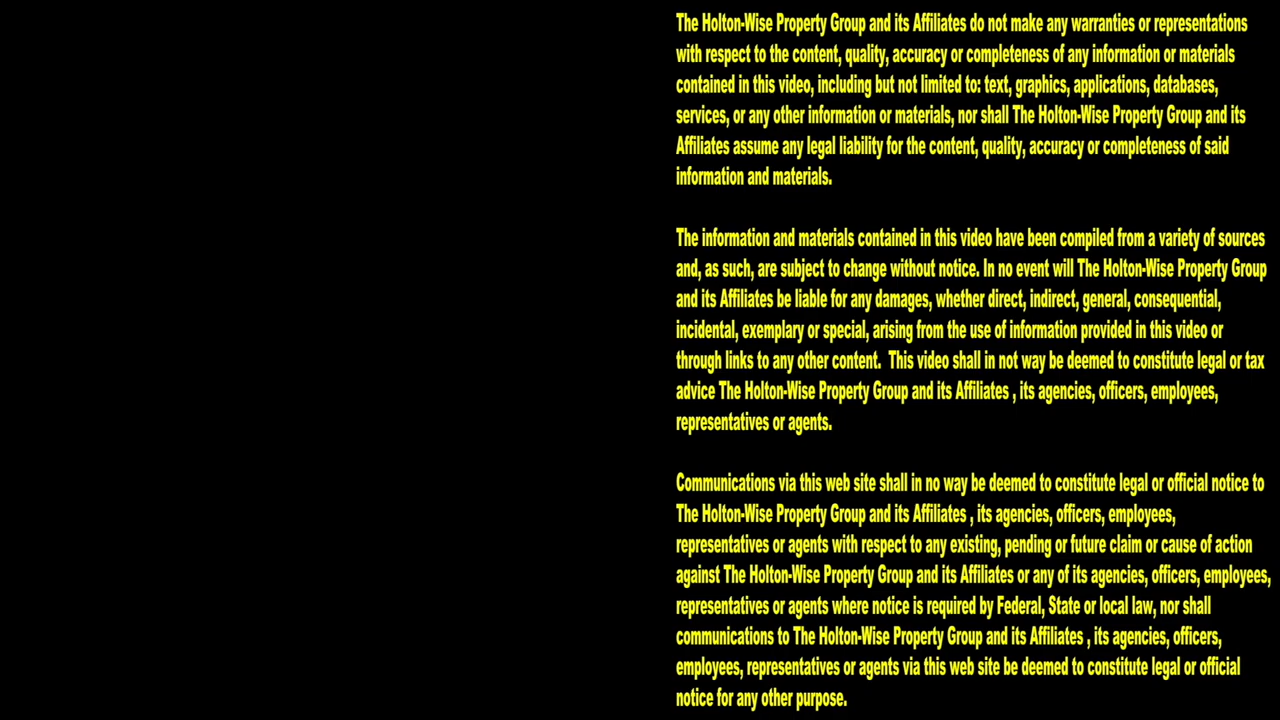 The Holton-Wise Property Group and its Affiliates do not make any warranties or representations
with respect to the content, quality, accuracy or completeness of any information or materials
contained in this video, including but not limited to: text, graphics, applications, databases,
services, or any other information or materials, nor shall The Holton-Wise Property Group and its
Affiliates assume any legal liability for the content, quality, accuracy or completeness of said
information and materials.
The information and materials contained in this video have been compiled from a variety of sources
and, as such, are subject to change without notice. In no event will The Holton-Wise Property Group
and its Affiliates be liable for any damages, whether direct, indirect, general, consequential,
incidental, exemplary or special, arising from the use of information provided in this video or
through links to any other content.  This video shall in not way be deemed to constitute legal or tax
advice The Holton-Wise Property Group and its Affiliates , its agencies, officers, employees,
representatives or agents.
Communications via this web site shall in no way be deemed to constitute legal or official notice to
The Holton-Wise Property Group and its Affiliates , its agencies, officers, employees,
representatives or agents with respect to any existing, pending or future claim or cause of action
against The Holton-Wise Property Group and its Affiliates or any of its agencies, officers, employees,
representatives or agents where notice is required by Federal, State or local law, nor shall
communications to The Holton-Wise Property Group and its Affiliates , its agencies, officers,
employees, representatives or agents via this web site be deemed to constitute legal or official
notice for any other purpose.